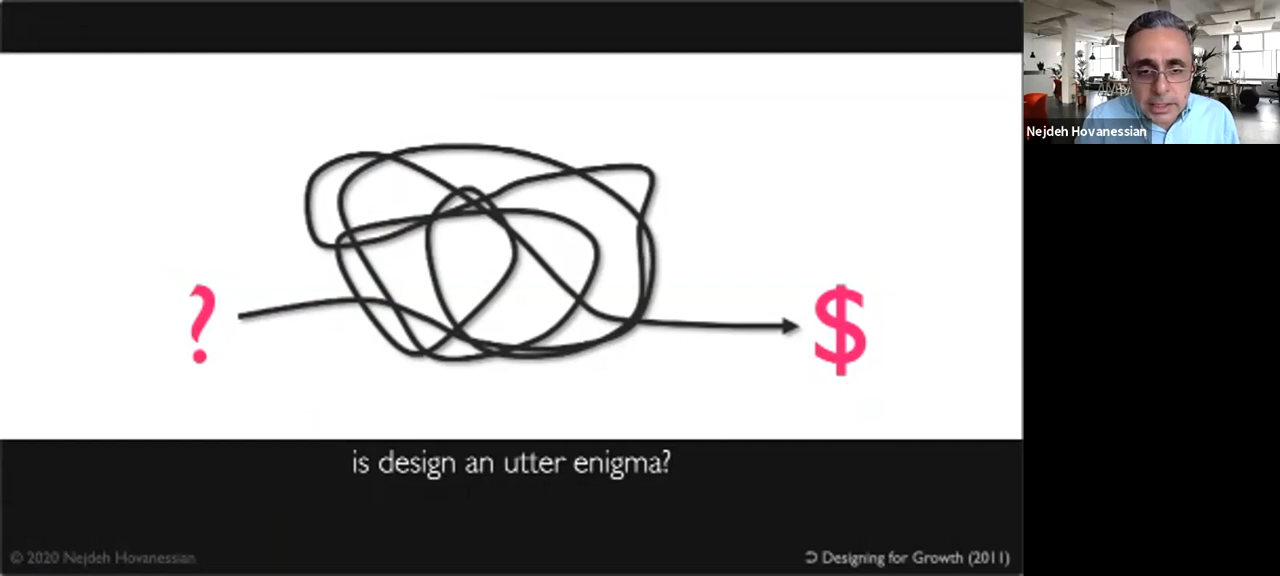 Nejdeh Hovanessian
? $
is design an utter enigma?
© 2020 Nejdeh Hovanessian
Ↄ Designing for Growth (2011)